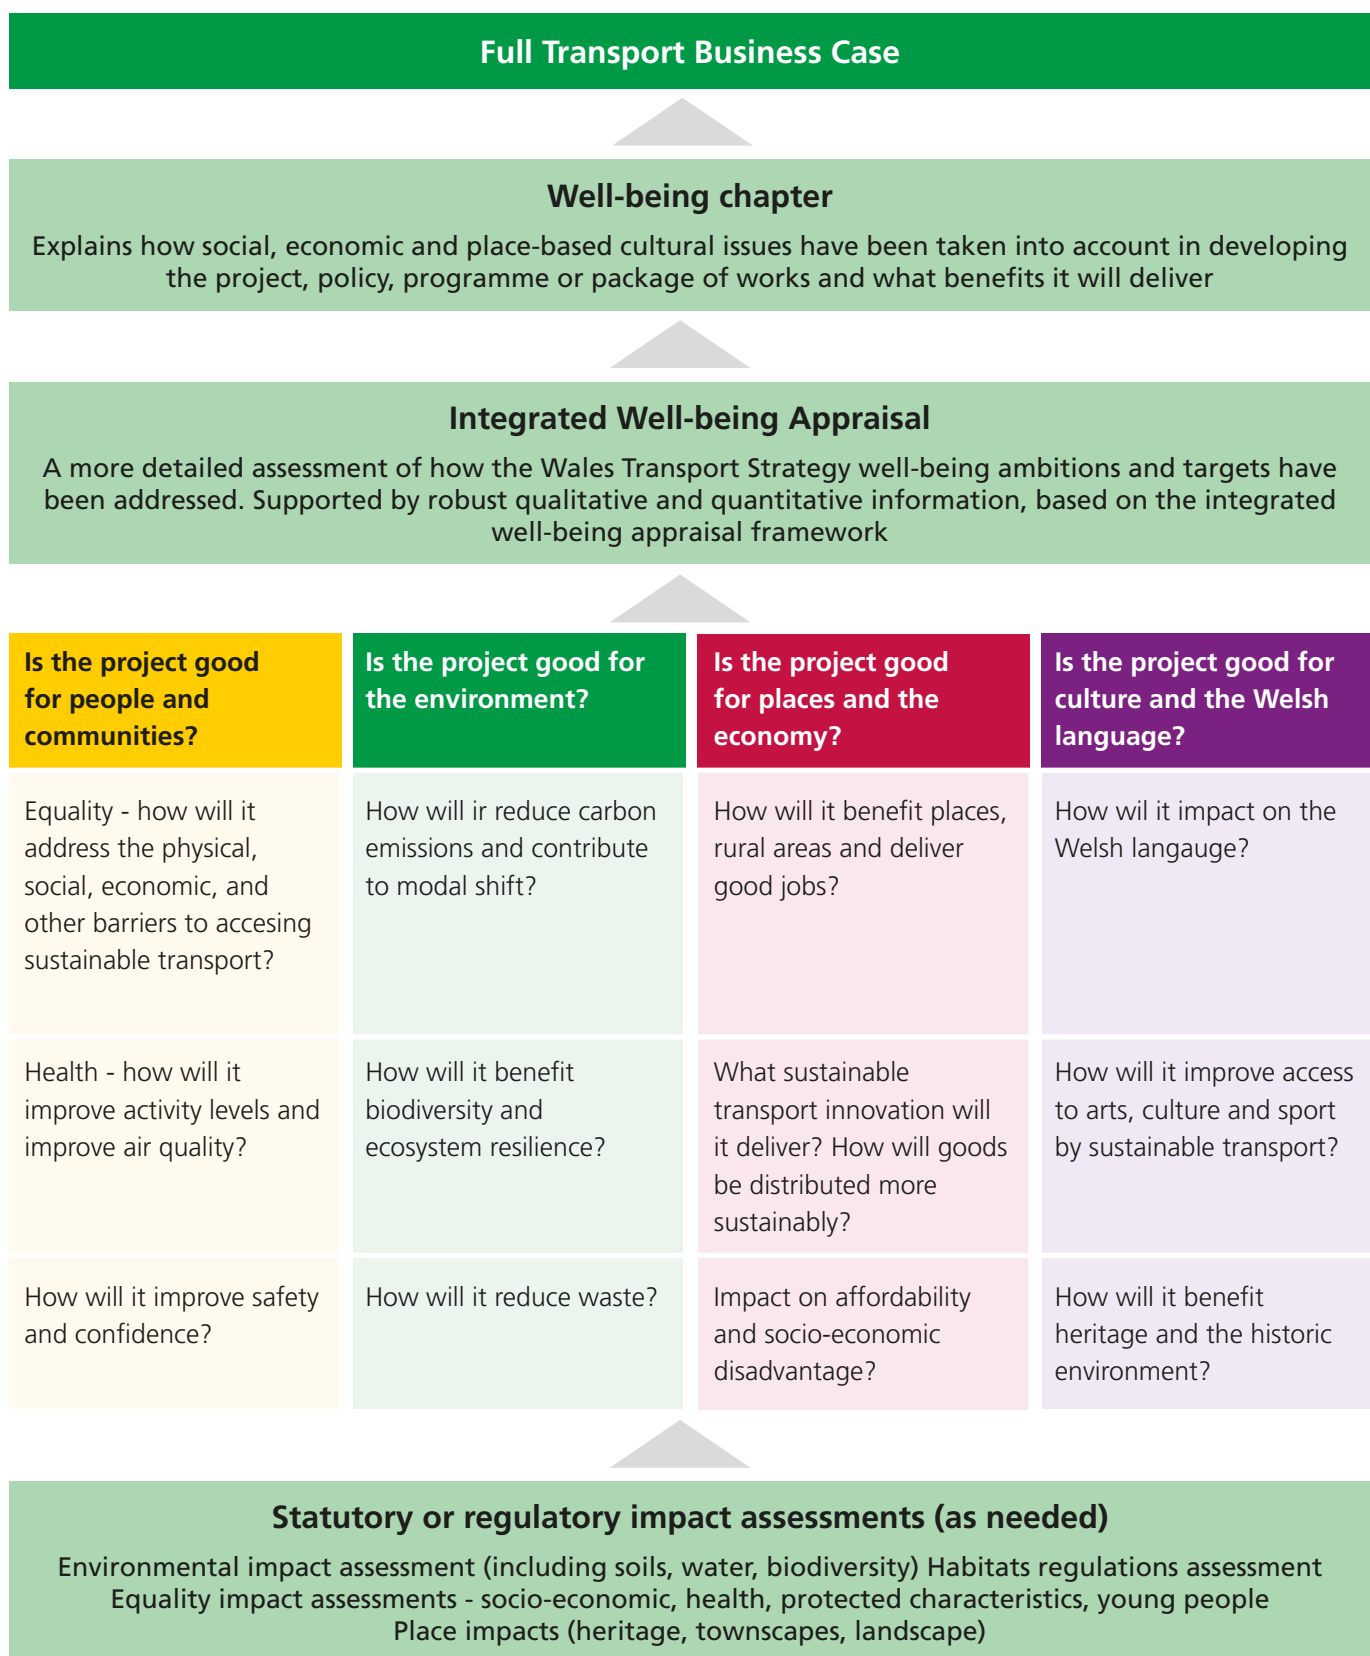 Full Transport Business Case
Well-being chapter
Explains how social, economic and place-based cultural issues have been taken into account in developing
the project, policy, programme or package of works and what benefits it will deliver
Integrated Well-being Appraisal
A more detailed assessment of how the Wales Transport Strategy well-being ambitions and targets have
been addressed. Supported by robust qualitative and quantitative information, based on the integrated
well-being appraisal framework
Is the project good
for people and
communities?
Is the project good for
the environment?
Is the project good
for places and the
economy?
Is the project good for
culture and the Welsh
language?
Equality - how will it
address the physical,
social, economic, and
other barriers to accesing
sustainable transport?
How will ir reduce carbon
emissions and contribute
to modal shift?
How will it benefit places,
rural areas and deliver
good jobs?
How wil it impact on the
Welsh langauge?
Health - how will it
improve activity levels and
improve air quality?
How will it benefit
biodiversity and
ecosystem resilience?
What sustainable
transport innovation will
it deliver? How will goods
be distributed more
sustainably?
How will it improve access
to arts, culture and sport
by sustainable transport?
How will it improve safety
and confidence?
How will it reduce waste?
Impact on affordability
and socio-economic
disadvantage?
How will it benefit
heritage and the historic
environment?
Statutory or regulatory impact assessments (as needed)
Environmental impact assessment (including soils, water, biodiversity) Habitats regulations assessment
Equality impact assessments - socio-economic, health, protected characteristics, young people
Place impacts (heritage, townscapes, landscape)